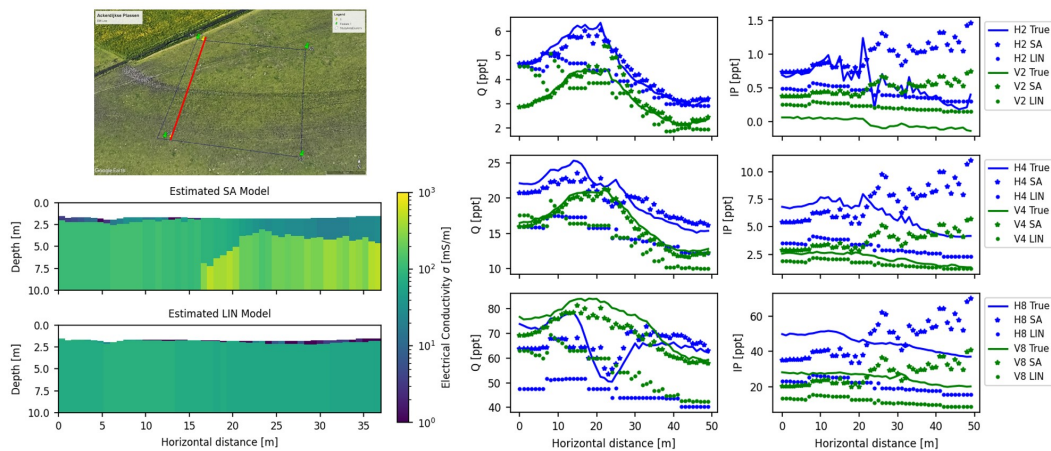 Ackerdijkse Plassen
Legend
Google Earth
Estimated SA Model
Depth [m]
0.0
2.5
5.0
7.5
10.0
Estimated LIN Model
Depth [m]
0.0
2.5
5.0
7.5
10.0
0 5 10 15 20 25 30 35
Horizontal distance [m]
10³
10²
10¹
10⁰
Electrical Conductivity σ [mS/m]
Q [ppt]
6
5
4
3
2
IP [ppt]
1.0
0.5
0.0
H2 True
H2 SA
H2 LIN
V2 True
V2 SA
V2 LIN
Q [ppt]
25
20
15
10
IP [ppt]
10.0
7.5
5.0
2.5
H4 True
H4 SA
H4 LIN
V4 True
V4 SA
V4 LIN
Q [ppt]
80
70
60
50
40
0 10 20 30 40 50
Horizontal distance [m]
IP [ppt]
60
40
20
0 10 20 30 40 50
Horizontal distance [m]
H8 True
H8 SA
H8 LIN
V8 True
V8 SA
V8 LIN